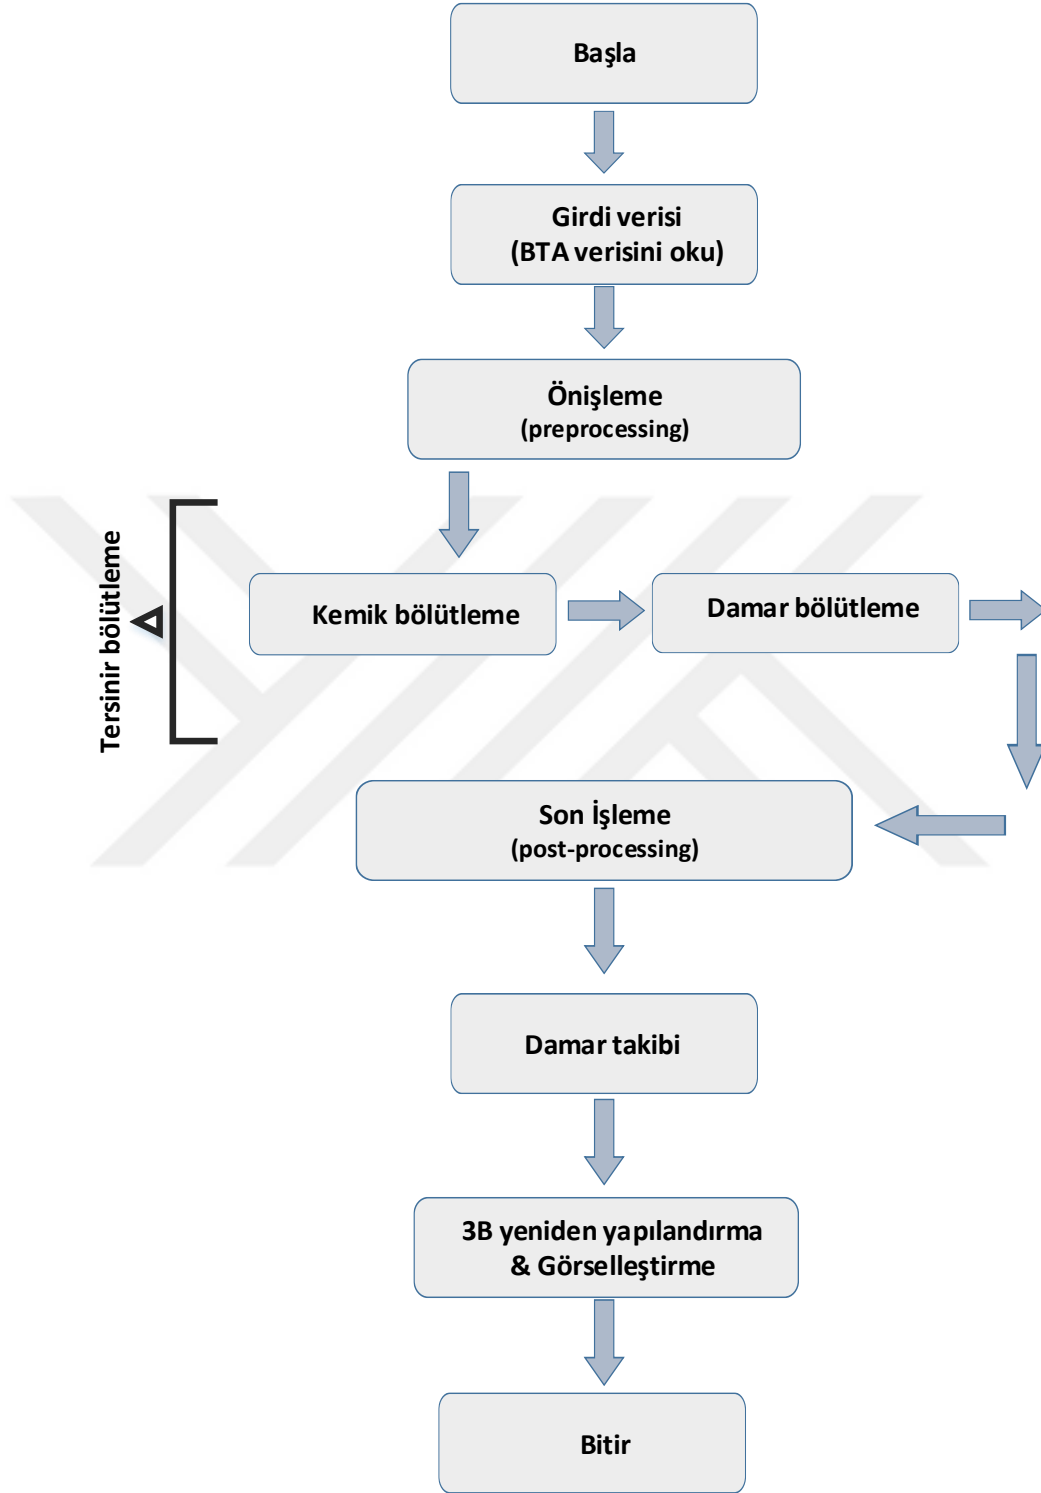 Başla
Girdi verisi
(BTA verisini oku)
Önişleme
(preprocessing)
Tersinir bölütleme
Kemik bölütleme
Damar bölütleme
Son İşleme
(post-processing)
Damar takibi
3B yeniden yapılandırma
& Görselleştirme
Bitir